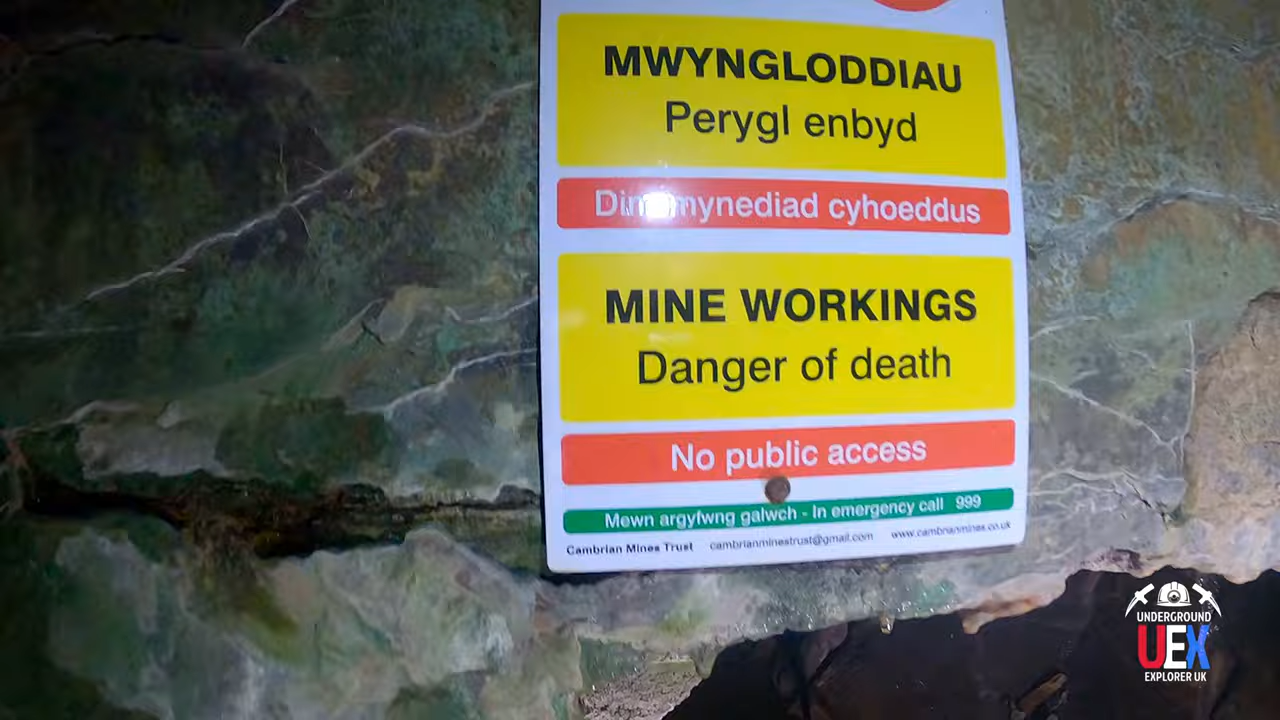 MWYNGLODDIAU
Perygl enbyd
mynediad cyhoeddus
MINE WORKINGS
Danger of death
No public access
Mewn argyfwng galwch - In emergency call 999
Cambrian Mines Trust cambrianminestrust@gmail.com www.cambrianmines.co.uk
UNDERGROUND
UEX
EXPLORER UK